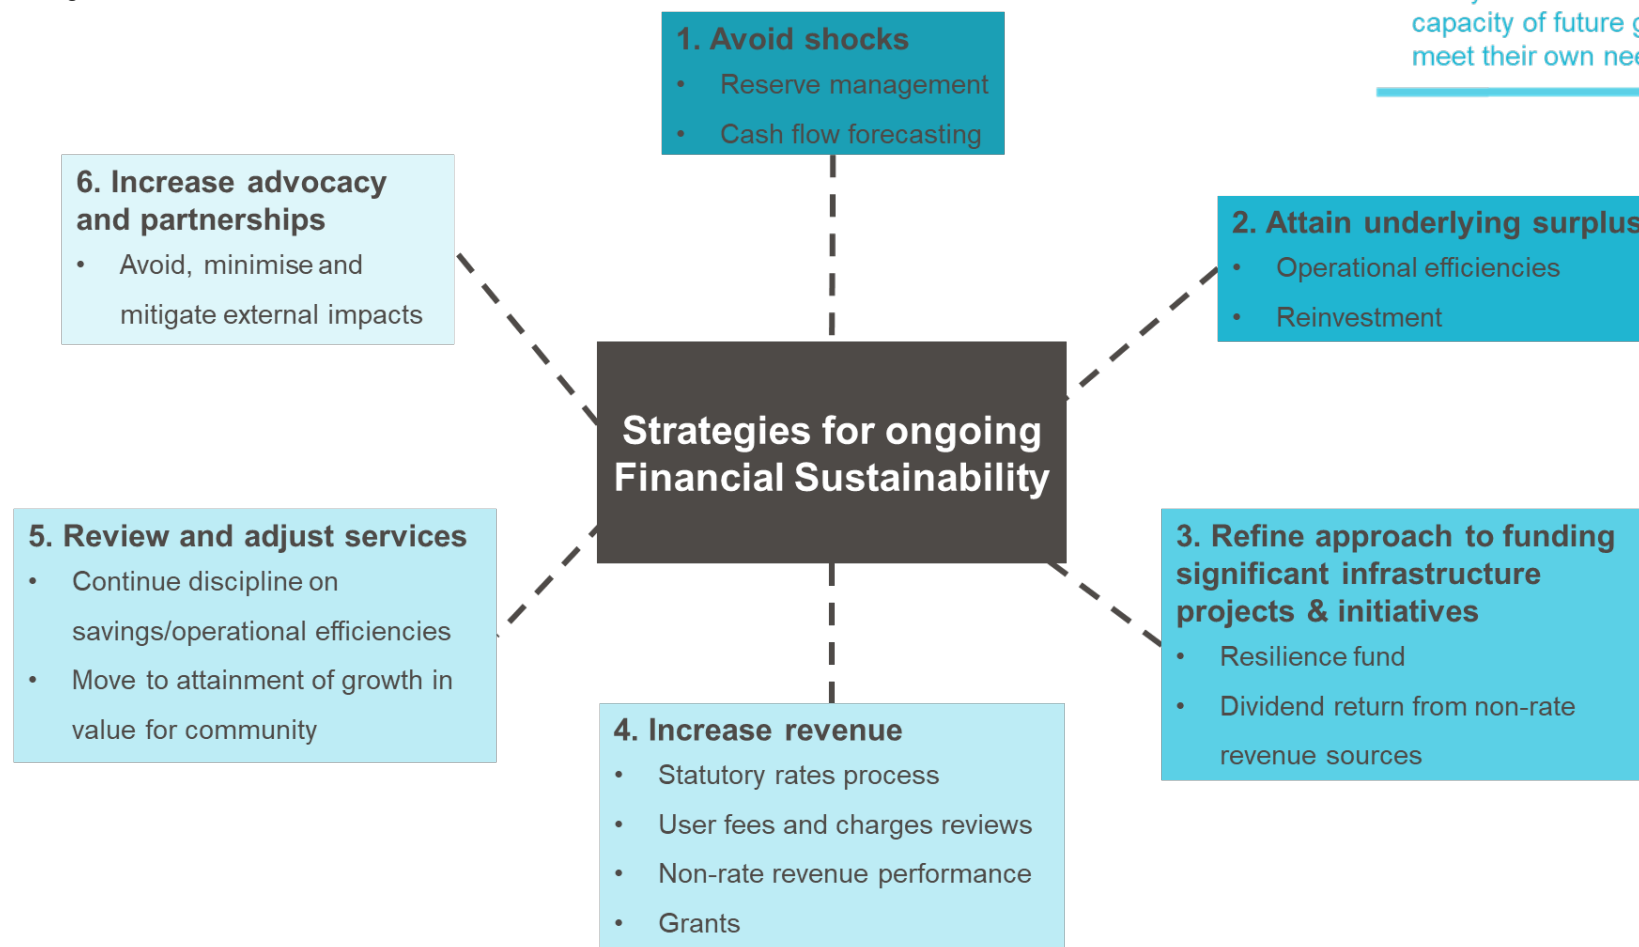 capacity of future
meet their own
1. Avoid shocks
• Reserve management
• Cash flow forecasting
6. Increase advocacy
and partnerships
• Avoid, minimise and
mitigate external impacts
2. Attain underlying surplus
• Operational efficiencies
• Reinvestment
Strategies for ongoing
Financial Sustainability
5. Review and adjust services
• Continue discipline on
savings/operational efficiencies
• Move to attainment of growth in
value for community
3. Refine approach to funding
significant infrastructure
projects & initiatives
• Resilience fund
• Dividend return from non-rate
revenue sources
4. Increase revenue
• Statutory rates process
• User fees and charges reviews
• Non-rate revenue performance
• Grants